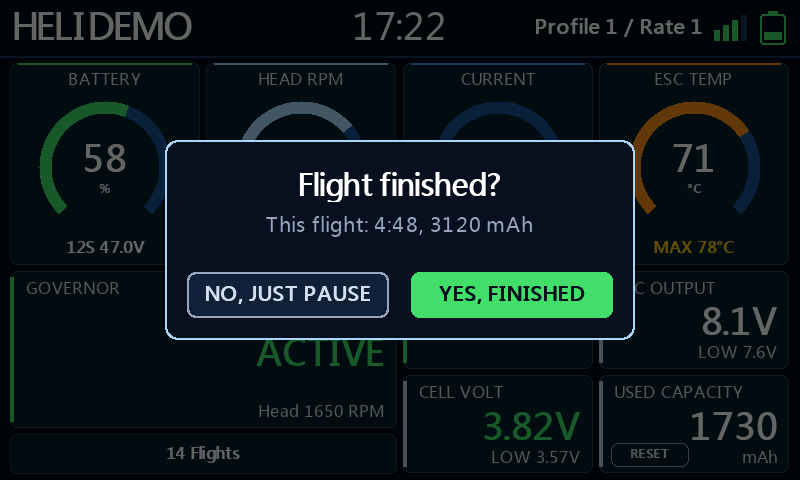 HELI DEMO
17:22
Profile 1 / Rate 1
BATTERY
HEAD RPM
CURRENT
ESC TEMP
58
%
71
°C
12S 47.0V
MAX 78°C
Flight finished?
This flight: 4:48, 3120 mAh
NO, JUST PAUSE
YES, FINISHED
GOVERNOR
ACTIVE
Head 1650 RPM
C OUTPUT
8.1V
LOW 7.6V
CELL VOLT
3.82V
LOW 3.57V
USED CAPACITY
1730
RESET
mAh
14 Flights